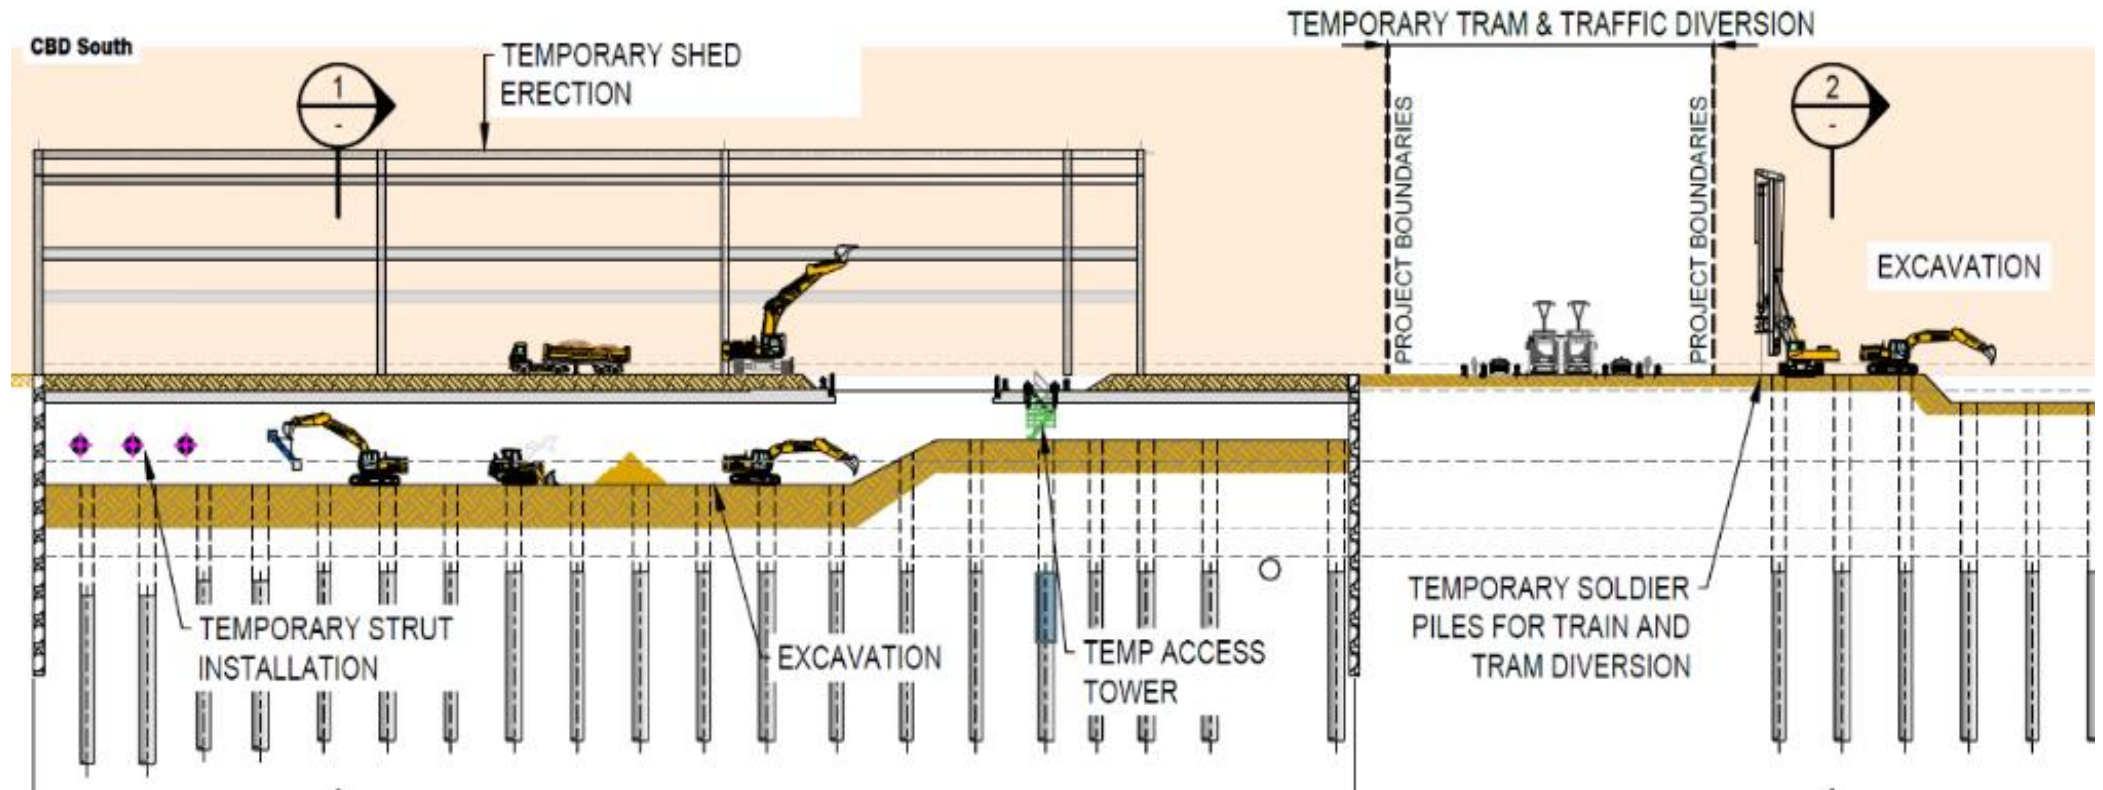 CBD South
TEMPORARY SHED
ERECTION
1
-
TEMPORARY TRAM & TRAFFIC DIVERSION
PROJECT BOUNDARIES
PROJECT BOUNDARIES
2
-
EXCAVATION
TEMPORARY STRUT
INSTALLATION
EXCAVATION
TEMP ACCESS
TOWER
TEMPORARY SOLDIER
PILES FOR TRAIN AND
TRAM DIVERSION